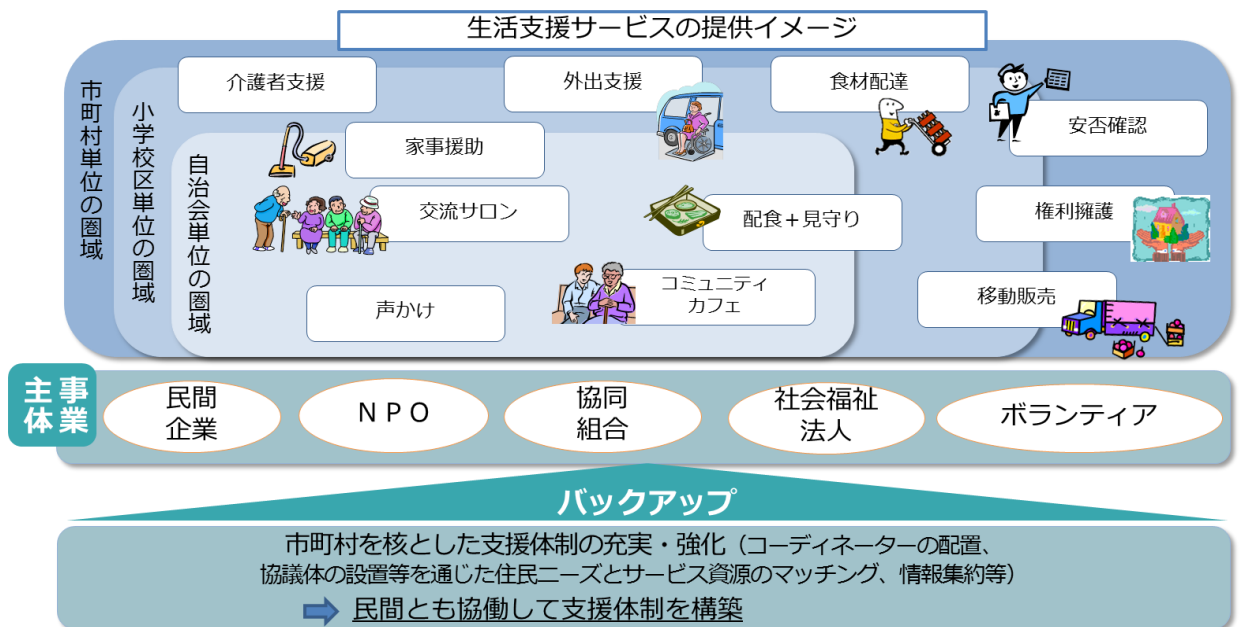 生活支援サービスの提供イメージ
市町村単位の圏域
小学校区単位の圏域
自治会単位の圏域
介護者支援
外出支援
食材配達
安否確認
家事援助
交流サロン
配食＋見守り
権利擁護
声かけ
コミュニティ
カフェ
移動販売
事業
主体
民間
企業
ＮＰＯ
協同
組合
社会福祉
法人
ボランティア
バックアップ
市町村を核とした支援体制の充実・強化（コーディネーターの配置、
協議体の設置等を通じた住民ニーズとサービス資源のマッチング、情報集約等）
民間とも協働して支援体制を構築